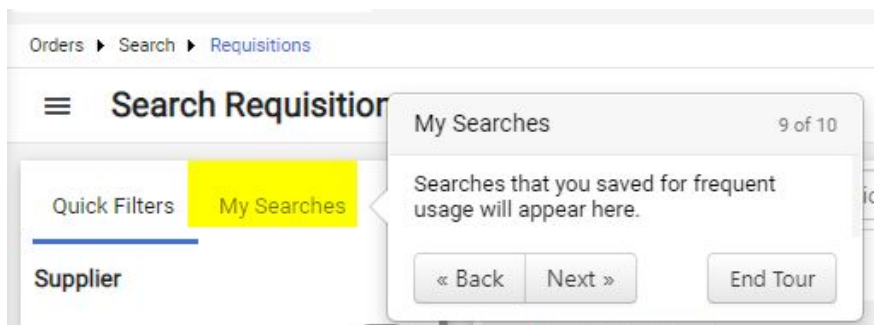 Orders ▶ Search ▶ Requisitions
Search Requisition
My Searches 9 of 10
Searches that you saved for frequent
usage will appear here.
Quick Filters My Searches
Supplier
« Back Next » End Tour